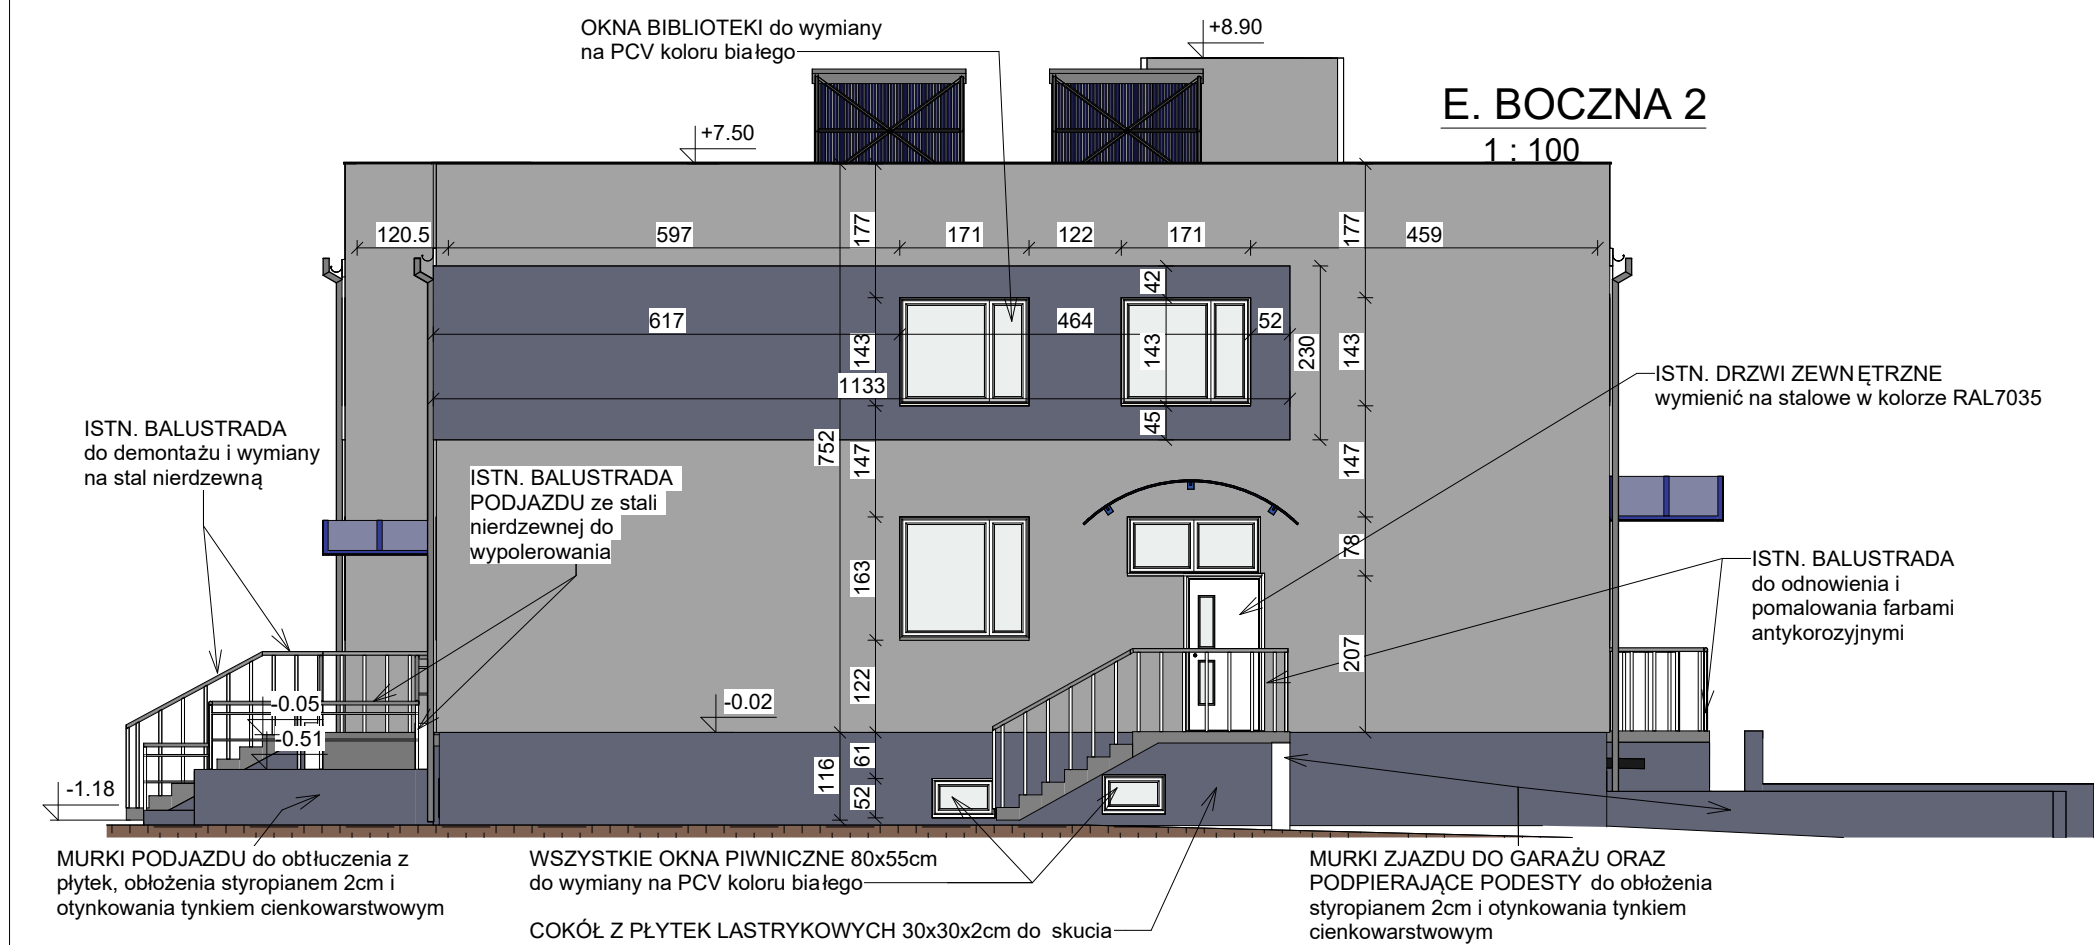 OKNA BIBLIOTEKI do wymiany
na PCV koloru białego
+8.90
E. BOCZNA 2
1 : 100
+7.50
120.5
597
177
171
122
171
177
459
42
617
464
52
143
143
230
143
1133
45
752
147
147
ISTN. DRZWI ZEWNĘTRZNE
wymienić na stalowe w kolorze RAL7035
ISTN. BALUSTRADA
do demontażu i wymiany
na stal nierdzewną
ISTN. BALUSTRADA
PODJAZDU ze stali
nierdzewnej do
wypolerowania
163
78
ISTN. BALUSTRADA
do odnowienia i
pomalowania farbami
antykorozyjnymi
122
207
-0.05
-0.51
-0.02
-1.18
116
61
52
MURKI PODJAZDU do obtłuczenia z
płytek, obłożenia styropianem 2cm i
otynkowania tynkiem cienkowarstwowym
WSZYSTKIE OKNA PIWNICZNE 80x55cm
do wymiany na PCV koloru białego
COKÓŁ Z PŁYTEK LASTRYKOWYCH 30x30x2cm do skucia
MURKI ZJAZDU DO GARAŻU ORAZ
PODPIERAJĄCE PODESTY do obłożenia
styropianem 2cm i otynkowania tynkiem
cienkowarstwowym